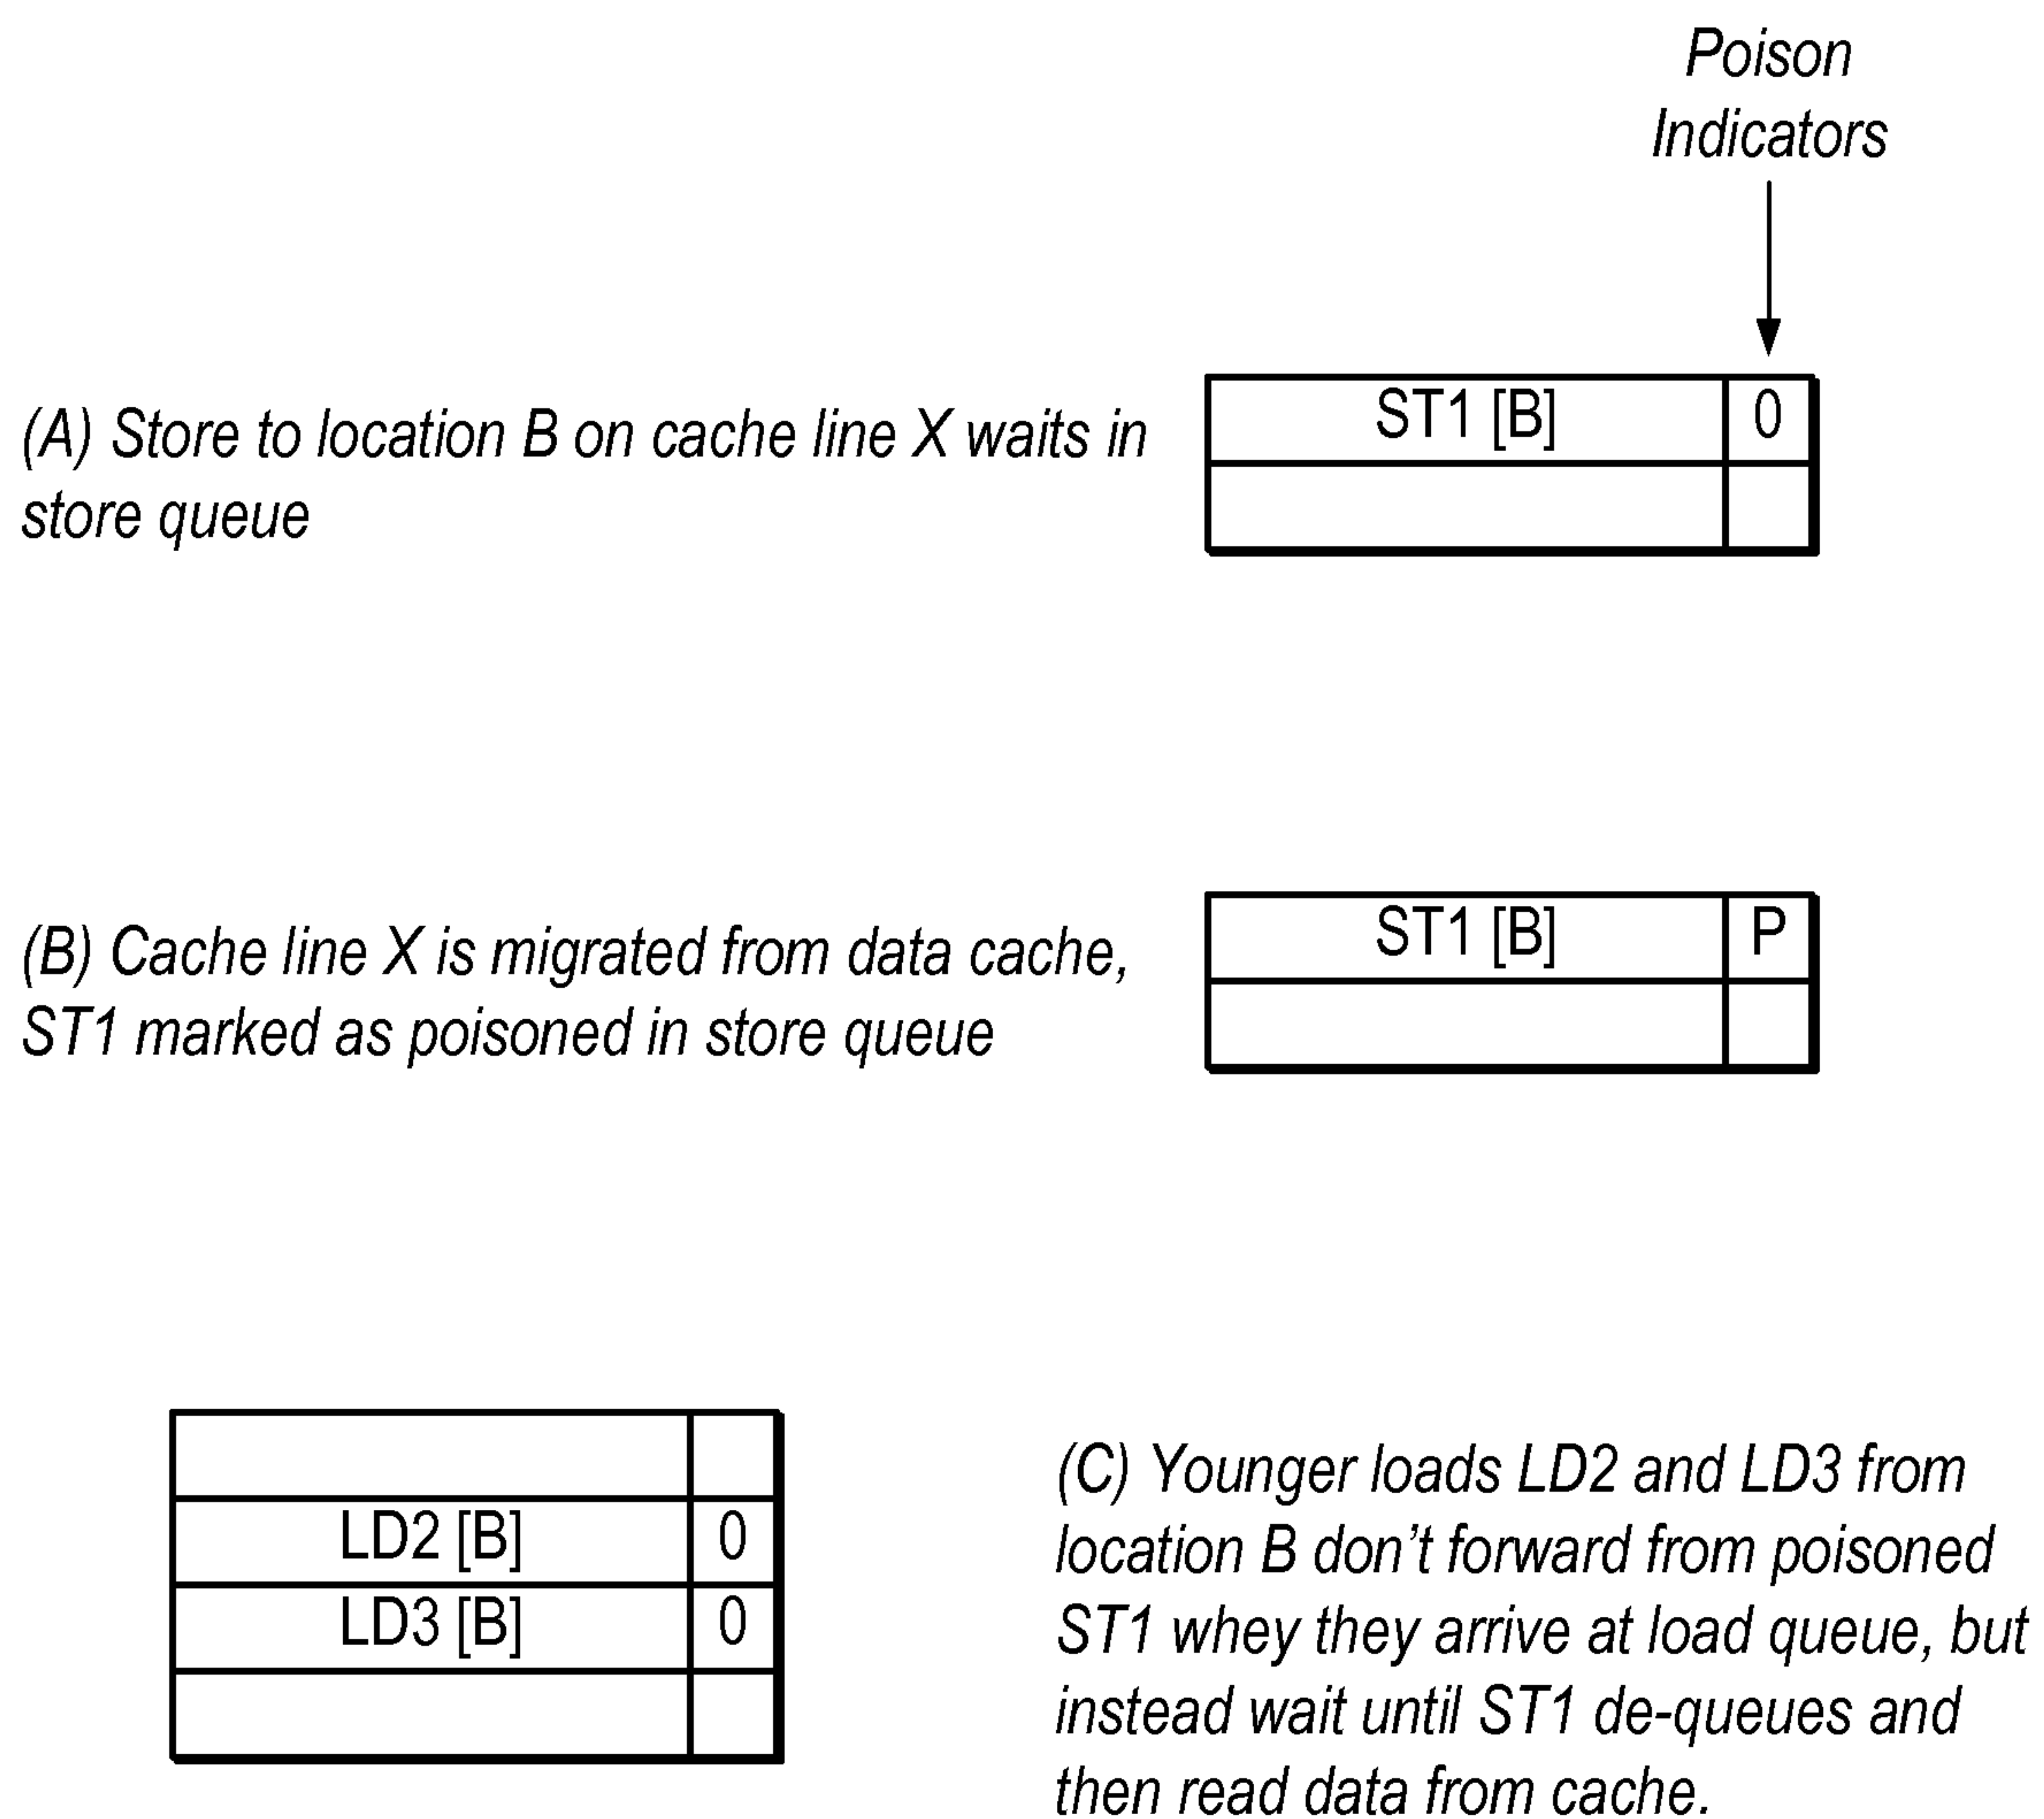 Poison
Indicators
(A) Store to location B on cache line X waits in
store queue
ST1 [B] 0
(B) Cache line X is migrated from data cache,
ST1 marked as poisoned in store queue
ST1 [B] P
LD2 [B] 0
LD3 [B] 0
(C) Younger loads LD2 and LD3 from
location B don't forward from poisoned
ST1 whey they arrive at load queue, but
instead wait until ST1 de-queues and
then read data from cache.